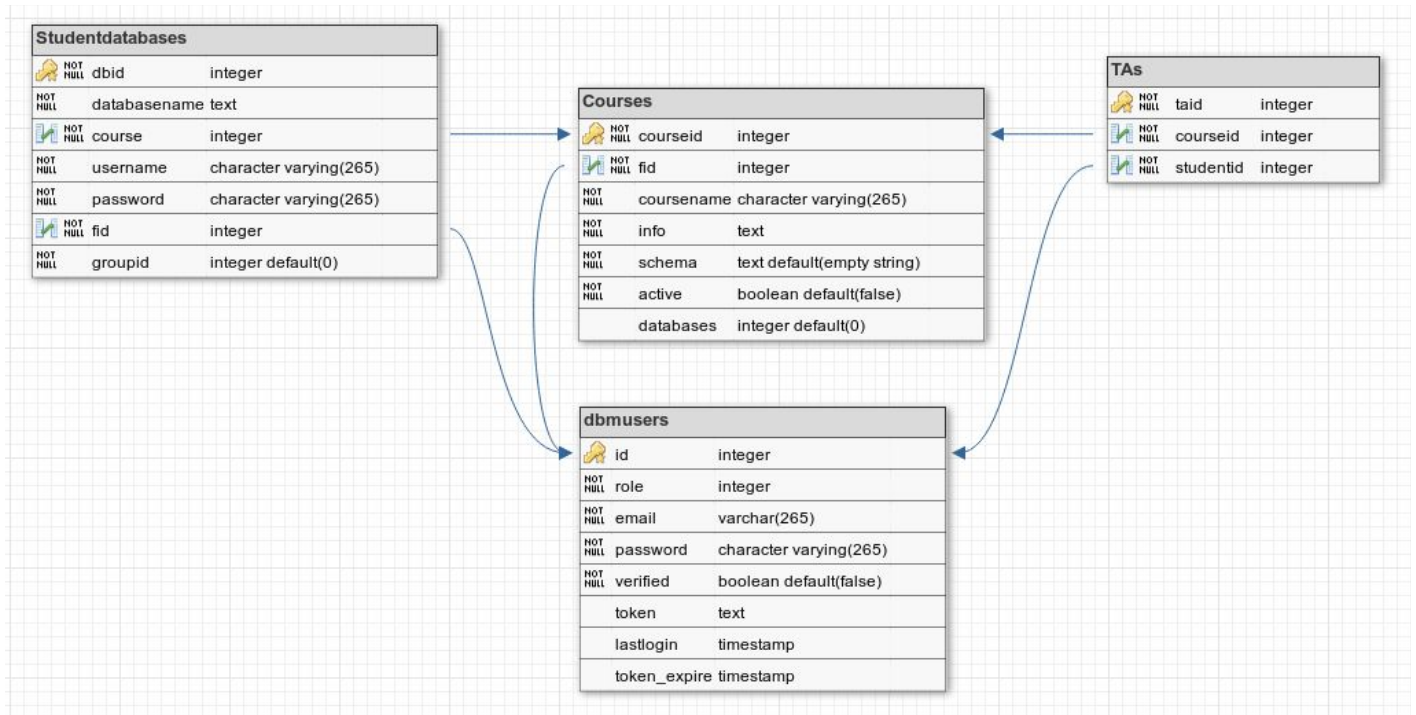 Studentdatabases
NOT NULL dbid integer
NOT NULL databasename text
NOT NULL course integer
NOT NULL username character varying(265)
NOT NULL password character varying(265)
NOT NULL fid integer
NOT NULL groupid integer default(0)
Courses
NOT NULL courseid integer
NOT NULL fid integer
NOT NULL coursename character varying(265)
NOT NULL info text
NOT NULL schema text default(empty string)
NOT NULL active boolean default(false)
databases integer default(0)
TAs
NOT NULL taid integer
NOT NULL courseid integer
NOT NULL studentid integer
dbmusers
id integer
NOT NULL role integer
NOT NULL email varchar(265)
NOT NULL password character varying(265)
NOT NULL verified boolean default(false)
token text
lastlogin timestamp
token_expire timestamp